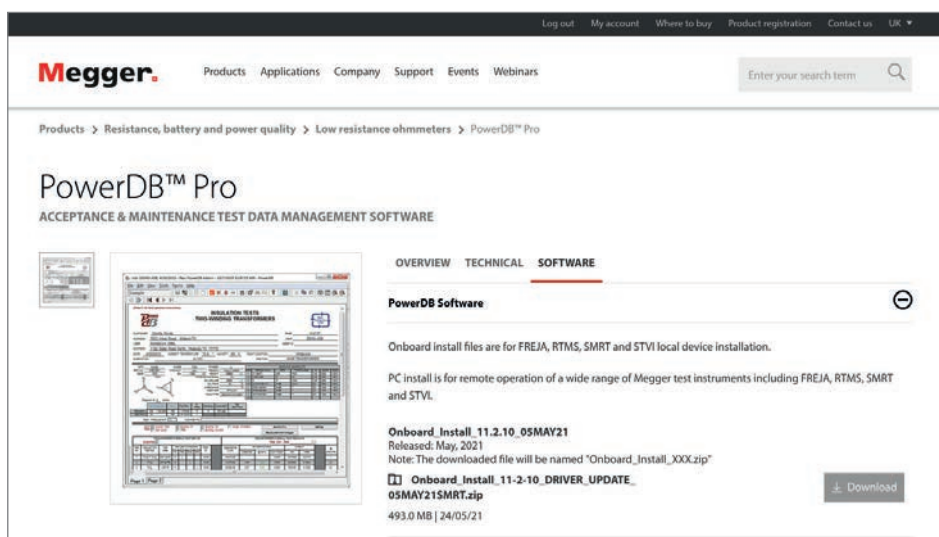 Log out My account Where to buy Product registration Contact us UK
Megger.
Products Applications Company Support Events Webinars
Enter your search term
Products > Resistance, battery and power quality > Low resistance ohmmeters > PowerDB™ Pro
PowerDB™ Pro
ACCEPTANCE & MAINTENANCE TEST DATA MANAGEMENT SOFTWARE
INSULATION TESTS
TWO-WINDING TRANSFORMERS
Page 1 Page 2
OVERVIEW TECHNICAL SOFTWARE
PowerDB Software
Onboard install files are for FREJA, RTMS, SMRT and STVI local device installation.
PC install is for remote operation of a wide range of Megger test instruments including FREJA, RTMS, SMRT
and STVI.
Onboard_Install_11.2.10_05MAY21
Released: May, 2021
Note: The downloaded file will be named "Onboard_Install_XXX.zip"
Onboard_Install_11-2-10_DRIVER_UPDATE_
05MAY21SMRT.zip
493.0 MB | 24/05/21
Download